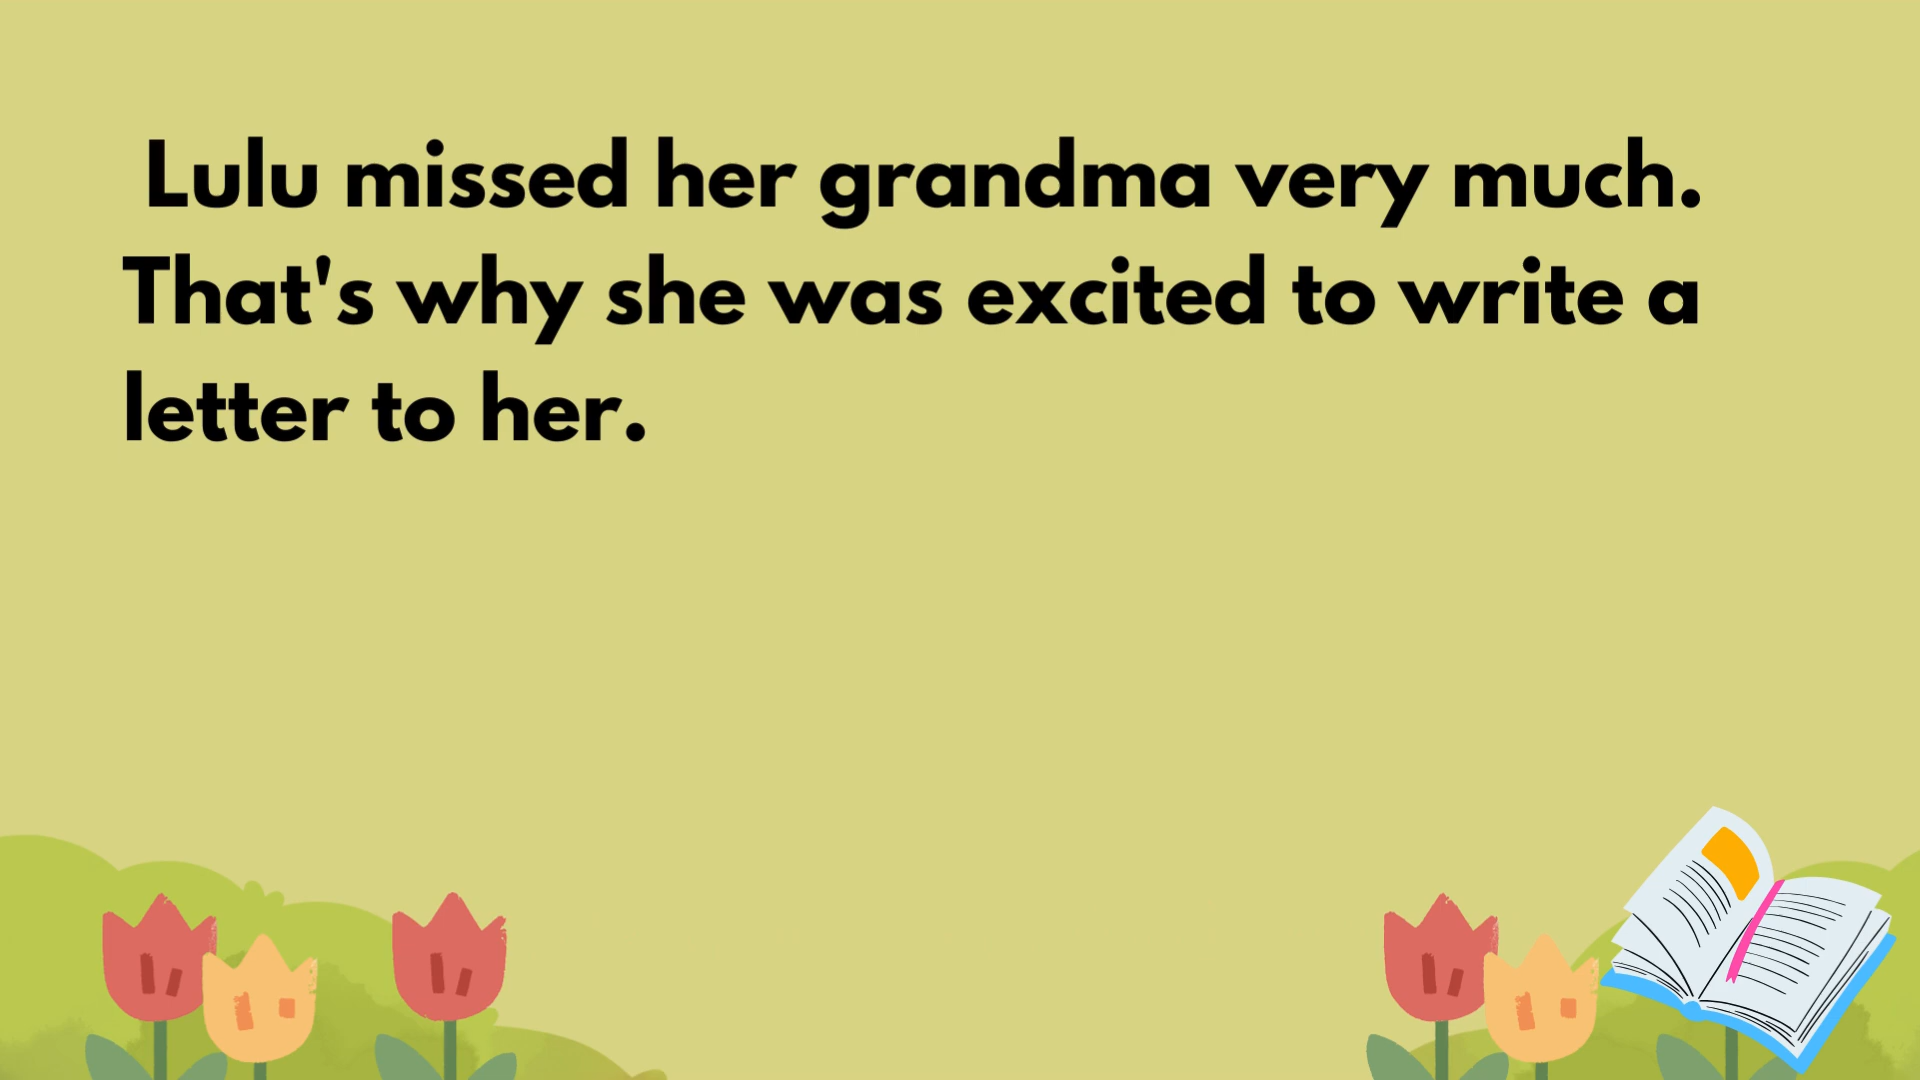 Lulu missed her grandma very much.
That's why she was excited to write a
letter to her.